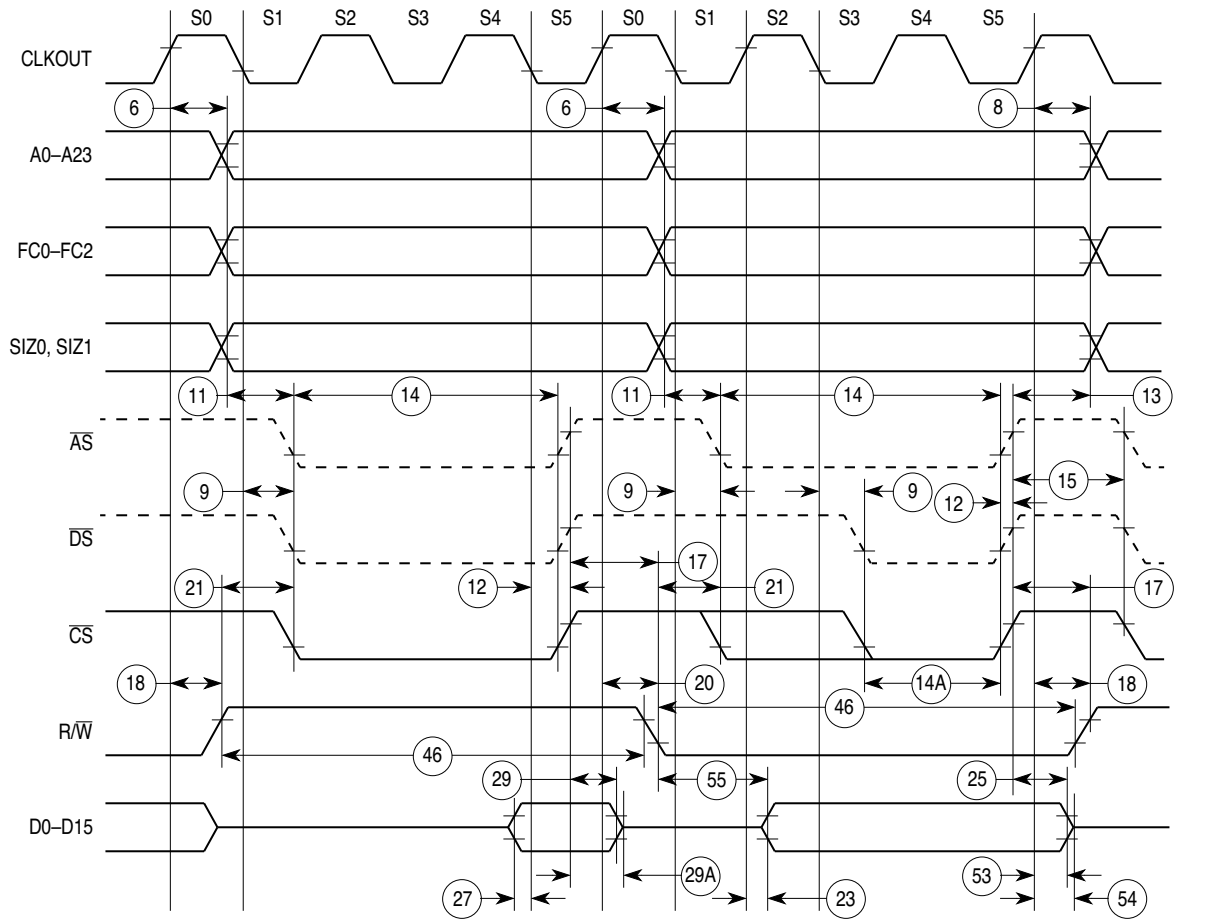 S0 S1 S2 S3 S4 S5 S0 S1 S2 S3 S4 S5
CLKOUT
6 6 8
A0–A23
FC0–FC2
SIZ0, SIZ1
11 14 11 14 13
AS
15
9 9 9 12
DS
17
21 12 21 17
CS
18 20 14A 18
46
R/W
46
29 55 25
D0–D15
29A 53
27 23 54